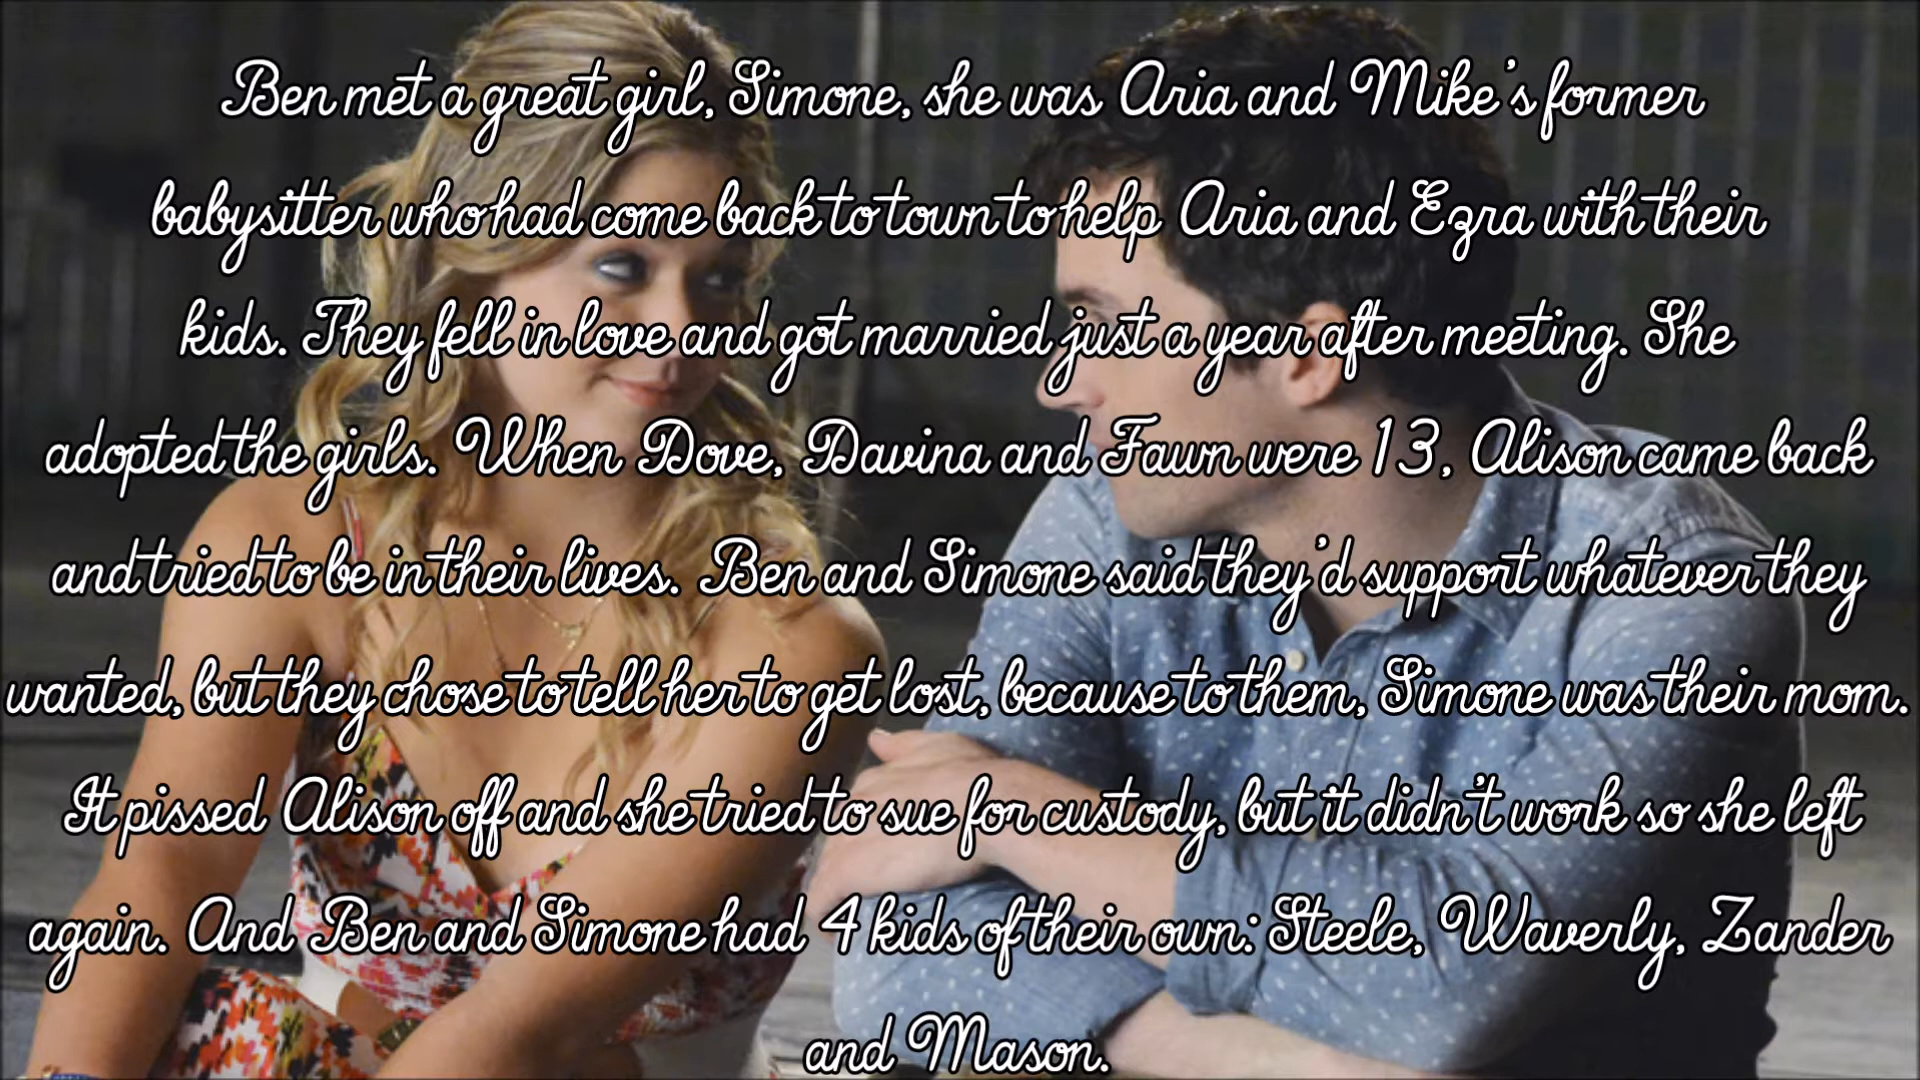 Ben met a great girl, Simone, she was Aria and Mike's former
babysitter who had come back to town to help Aria and Ezra with their
kids. They fell in love and got married just a year after meeting. She
adopted the girls. When Dove, Davina and Fawn were 13, Alison came back
and tried to be in their lives. Ben and Simone said they'd support whatever they
wanted, but they chose to tell her to get lost, because to them, Simone was their mom.
It pissed Alison off and she tried to sue for custody, but it didn't work so she left
again. And Ben and Simone had 4 kids of their own: Steele, Waverly, Zander
and Mason.